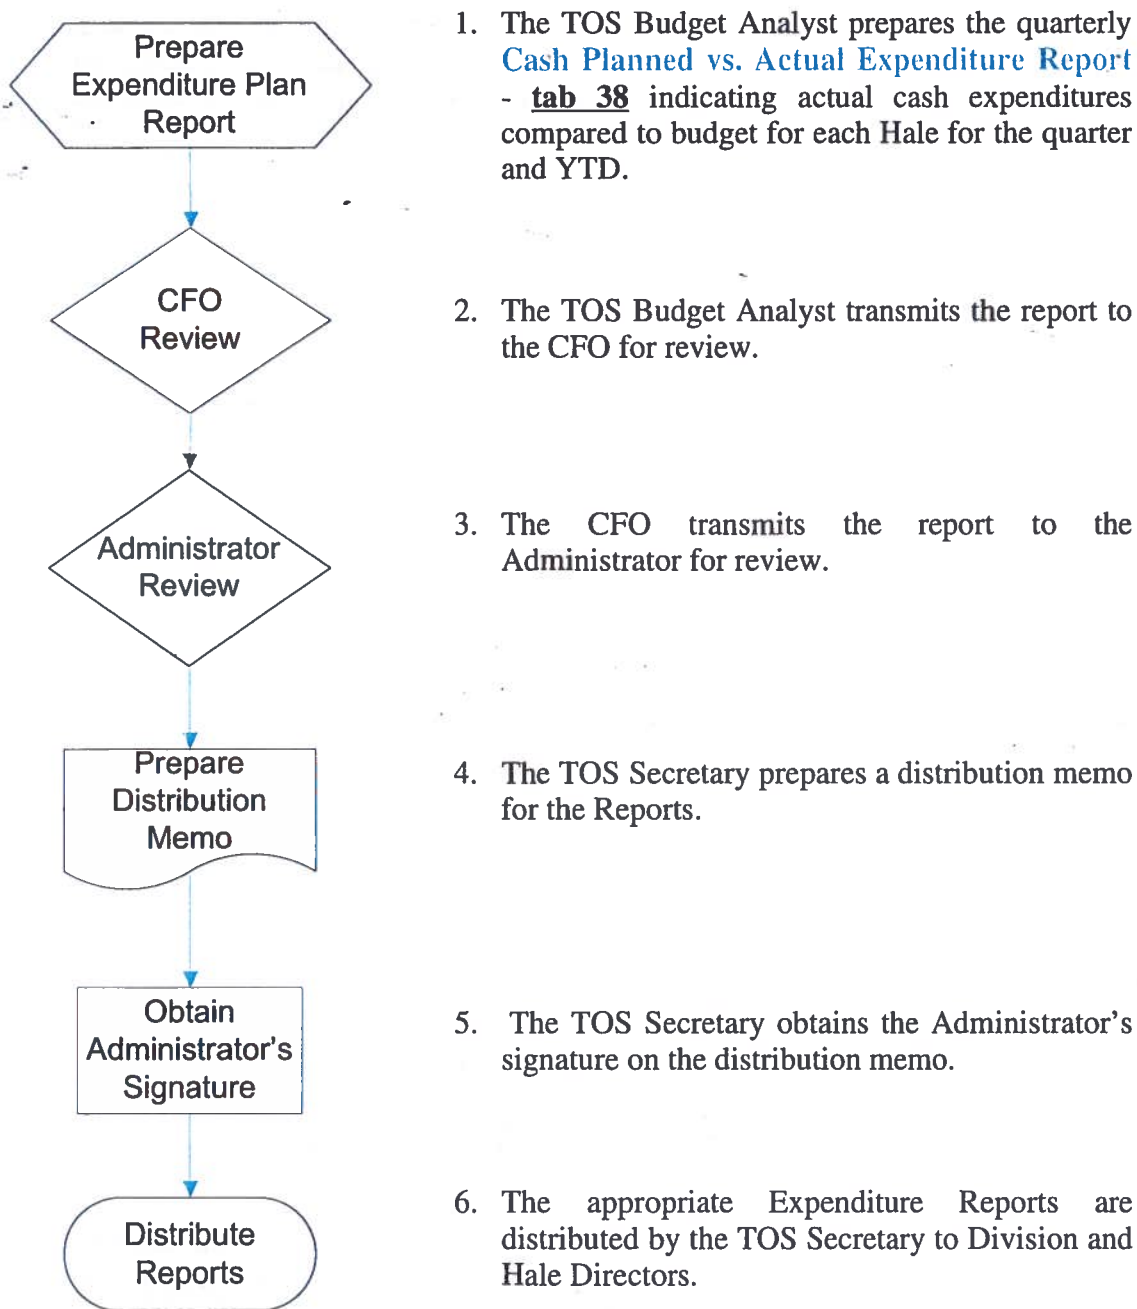 Prepare
Expenditure Plan
Report
1. The TOS Budget Analyst prepares the quarterly
Cash Planned vs. Actual Expenditure Report
- tab 38 indicating actual cash expenditures
compared to budget for each Hale for the quarter
and YTD.
CFO
Review
2. The TOS Budget Analyst transmits the report to
the CFO for review.
Administrator
Review
3. The CFO transmits the report to the
Administrator for review.
Prepare
Distribution
Memo
4. The TOS Secretary prepares a distribution memo
for the Reports.
Obtain
Administrator's
Signature
5. The TOS Secretary obtains the Administrator's
signature on the distribution memo.
Distribute
Reports
6. The appropriate Expenditure Reports are
distributed by the TOS Secretary to Division and
Hale Directors.